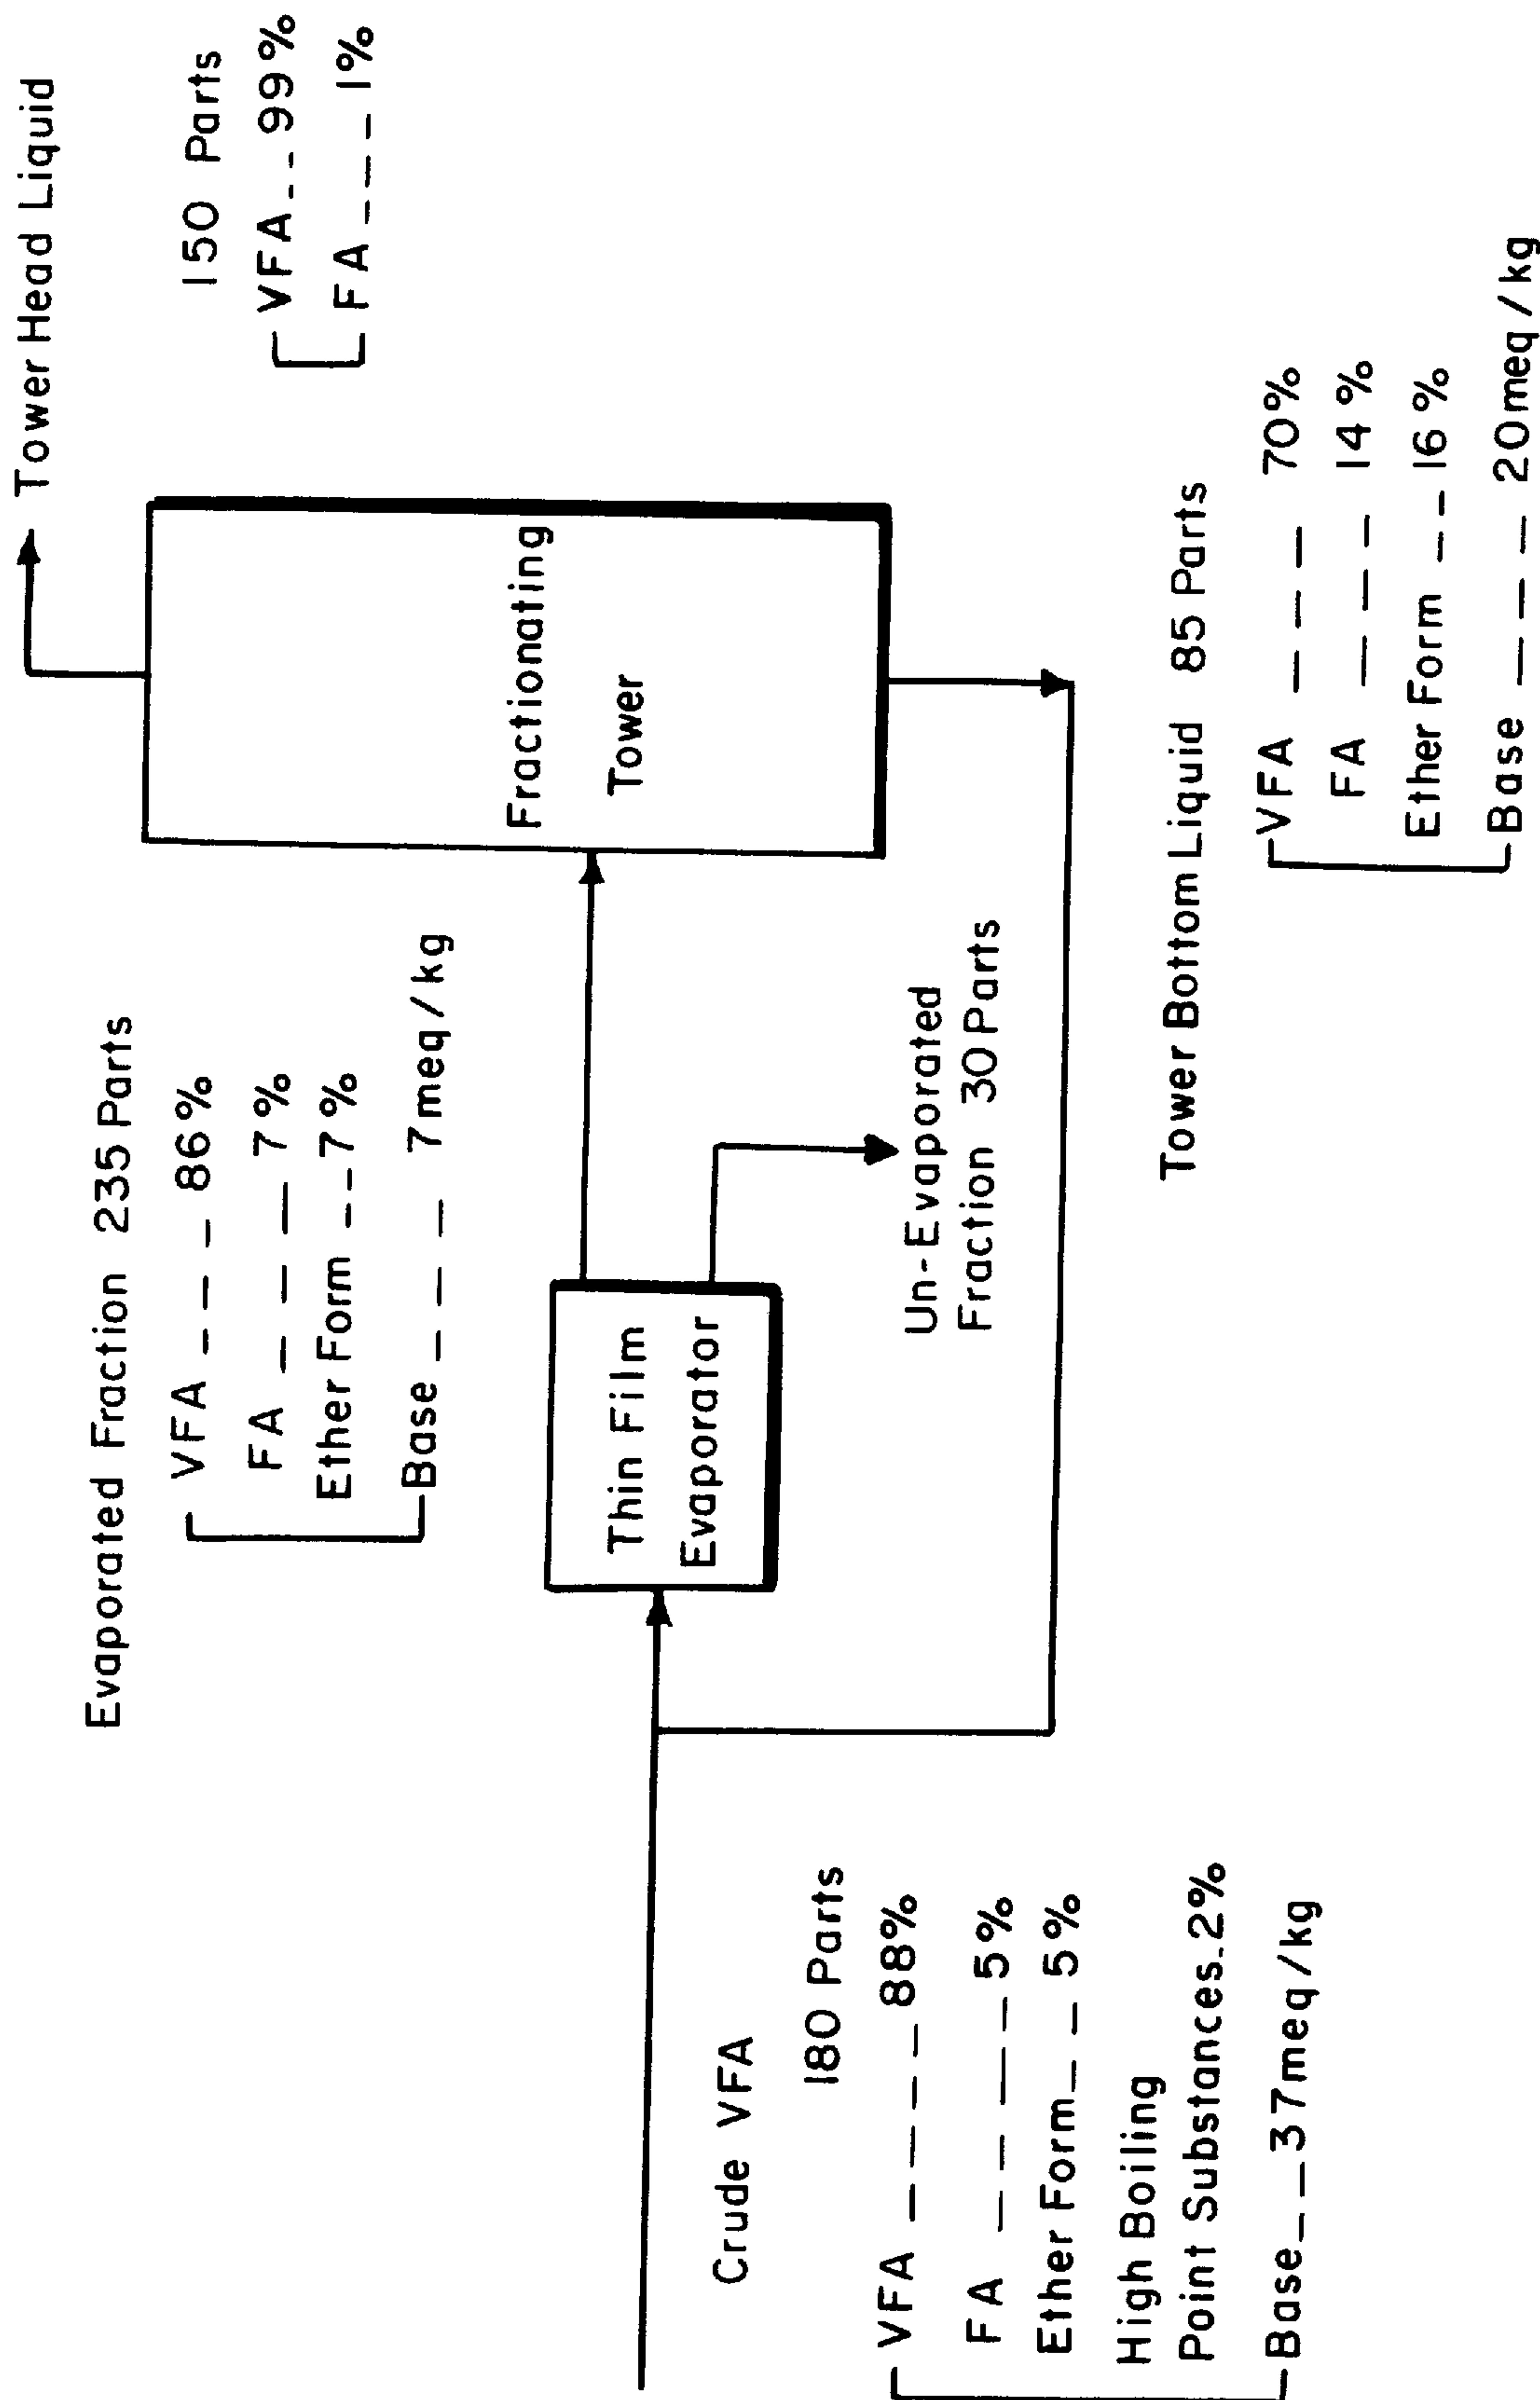 Crude VFA
180 Parts
VFA ---- 88%
FA ---- 5%
Ether Form -- 5%
High Boiling
Point Substances-2%
Base---37meq/kg
Evaporated Fraction 235 Parts
VFA --- 86%
FA ---- 7%
Ether Form --7%
Base --- 7meq/kg
Thin Film
Evaporator
Un-Evaporated
Fraction 30 Parts
Fractionating
Tower
Tower Head Liquid
150 Parts
VFA--99%
FA--- 1%
Tower Bottom Liquid 85 Parts
VFA --- 70%
FA --- 14%
Ether Form --16%
Base --- 20meq/kg